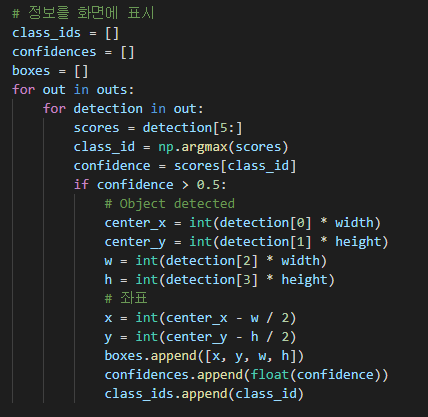 # 정보를 화면에 표시
class_ids = []
confidences = []
boxes = []
for out in outs:
    for detection in out:
        scores = detection[5:]
        class_id = np.argmax(scores)
        confidence = scores[class_id]
        if confidence > 0.5:
            # Object detected
            center_x = int(detection[0] * width)
            center_y = int(detection[1] * height)
            w = int(detection[2] * width)
            h = int(detection[3] * height)
            # 좌표
            x = int(center_x - w / 2)
            y = int(center_y - h / 2)
            boxes.append([x, y, w, h])
            confidences.append(float(confidence))
            class_ids.append(class_id)